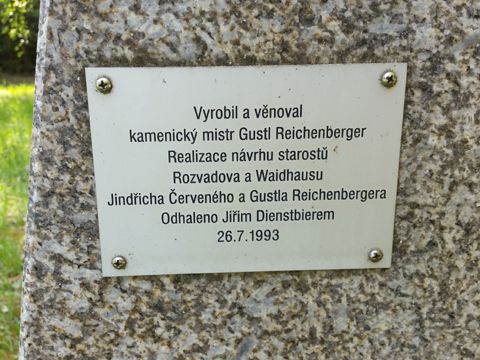 Vyrobil a věnoval
kamenický mistr Gustl Reichenberger
Realizace návrhu starostů
Rozvadova a Waidhausu
Jindřicha Červeného a Gustla Reichenbergera
Odhaleno Jiřim Dienstbierem
26.7.1993